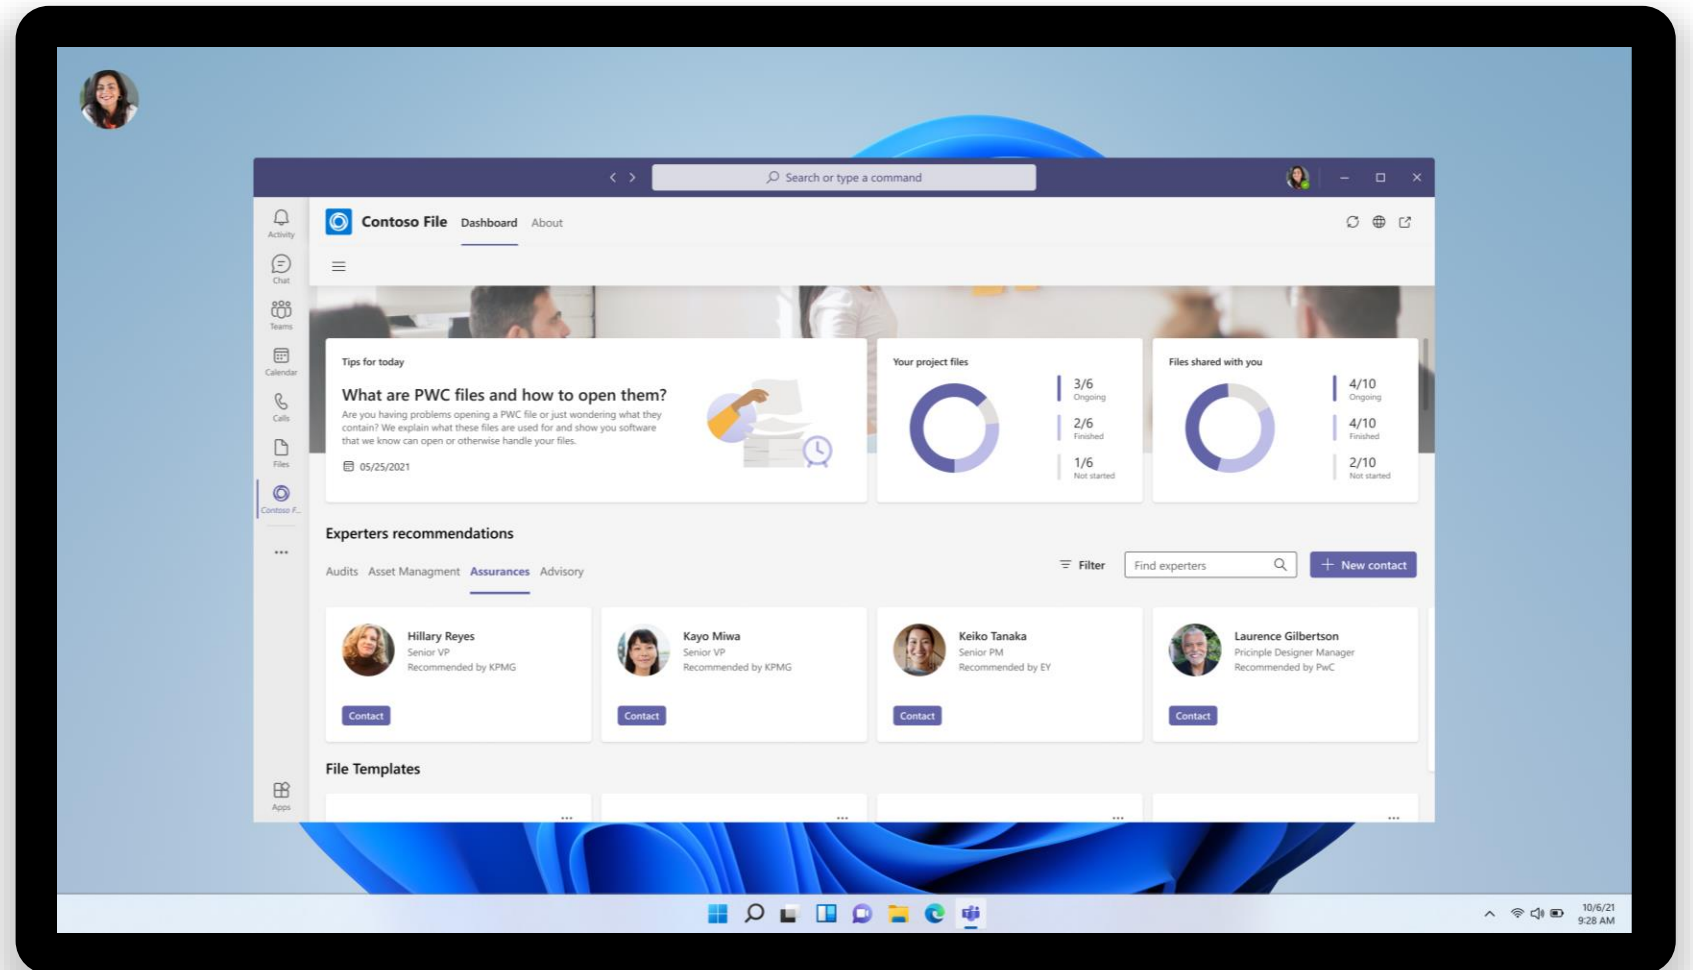 Search or type a command
Activity
Chat
Teams
Calendar
Calls
Files
Contoso F...
Apps
Contoso File
Dashboard
About
Tips for today
What are PWC files and how to open them?
Are you having problems opening a PWC file or just wondering what they
contain? We explain what these files are used for and show you software
that we know can open or otherwise handle your files.
05/25/2021
Your project files
3/6
Ongoing
2/6
Finished
1/6
Not started
Files shared with you
4/10
Ongoing
4/10
Finished
2/10
Not started
Experters recommendations
Audits
Asset Managment
Assurances
Advisory
Filter
Find experters
New contact
Hillary Reyes
Senior VP
Recommended by KPMG
Contact
Kayo Miwa
Senior VP
Recommended by KPMG
Contact
Keiko Tanaka
Senior PM
Recommended by EY
Contact
Laurence Gilbertson
Pricinple Designer Manager
Recommended by PwC
Contact
File Templates
10/6/21
9:28 AM